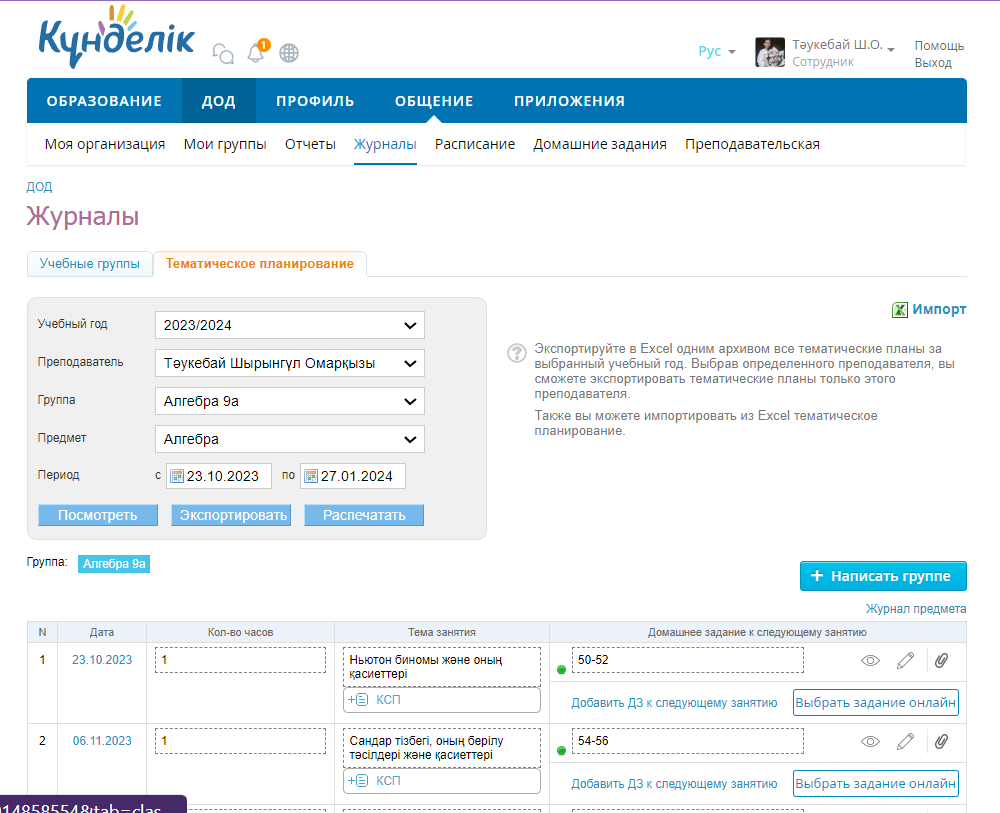 Күнделік
1
Рус
Тәукебай Ш.О.
Сотрудник
Помощь
Выход
ОБРАЗОВАНИЕ ДОД ПРОФИЛЬ ОБЩЕНИЕ ПРИЛОЖЕНИЯ
Моя организация Мои группы Отчеты Журналы Расписание Домашние задания Преподавательская
ДОД
Журналы
Учебные группы Тематическое планирование
Импорт
Учебный год 2023/2024
Преподаватель Тәукебай Шырынгүл Омарқызы
Группа Алгебра 9а
Предмет Алгебра
Период с 23.10.2023 по 27.01.2024
Посмотреть Экспортировать Распечатать
Экспортируйте в Excel одним архивом все тематические планы за
выбранный учебный год. Выбрав определенного преподавателя, вы
сможете экспортировать тематические планы только этого
преподавателя.
Также вы можете импортировать из Excel тематическое
планирование.
Группа: Алгебра 9а
+ Написать группе
Журнал предмета
N Дата Кол-во часов Тема занятия Домашнее задание к следующему занятию
1 23.10.2023 1 Ньютон биномы және оның 50-52
қасиеттері
+ КСП Добавить ДЗ к следующему занятию Выбрать задание онлайн
2 06.11.2023 1 Сандар тізбегі, оның берілу 54-56
тәсілдері және қасиеттері
+ КСП Добавить ДЗ к следующему занятию Выбрать задание онлайн
0148585548&tab=clas